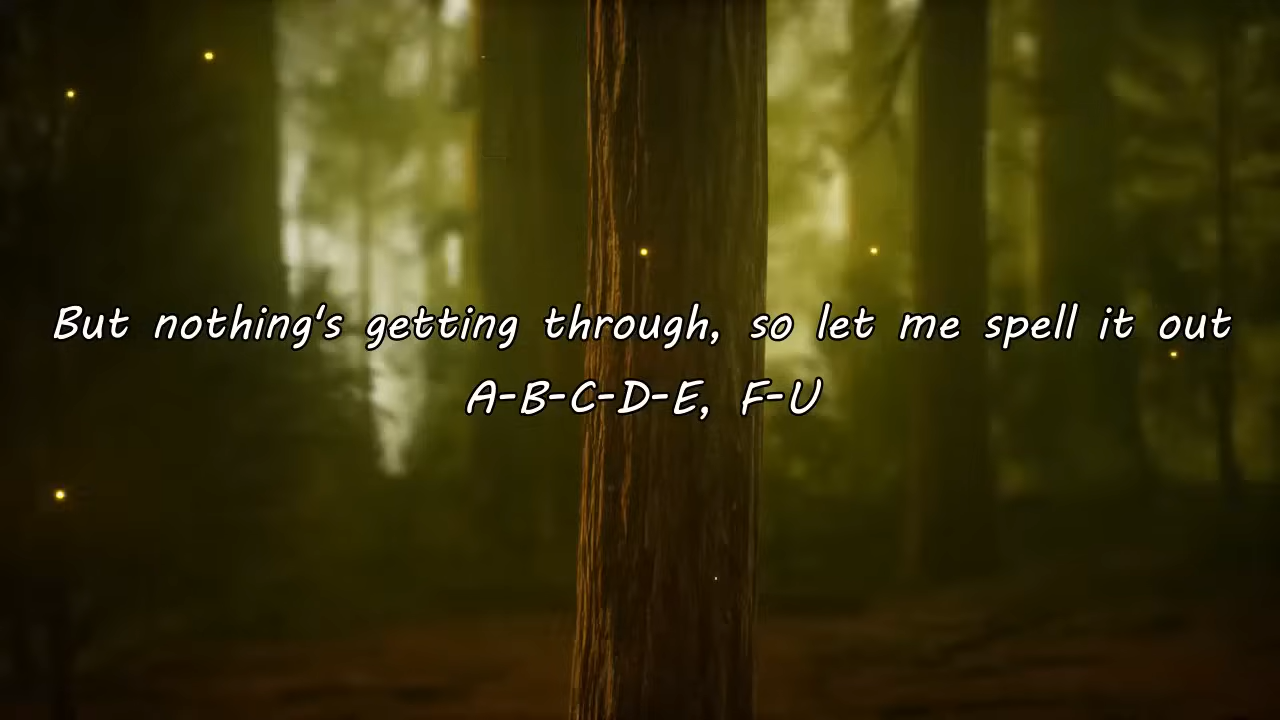 But nothing's getting through, so let me spell it out
A-B-C-D-E, F-U